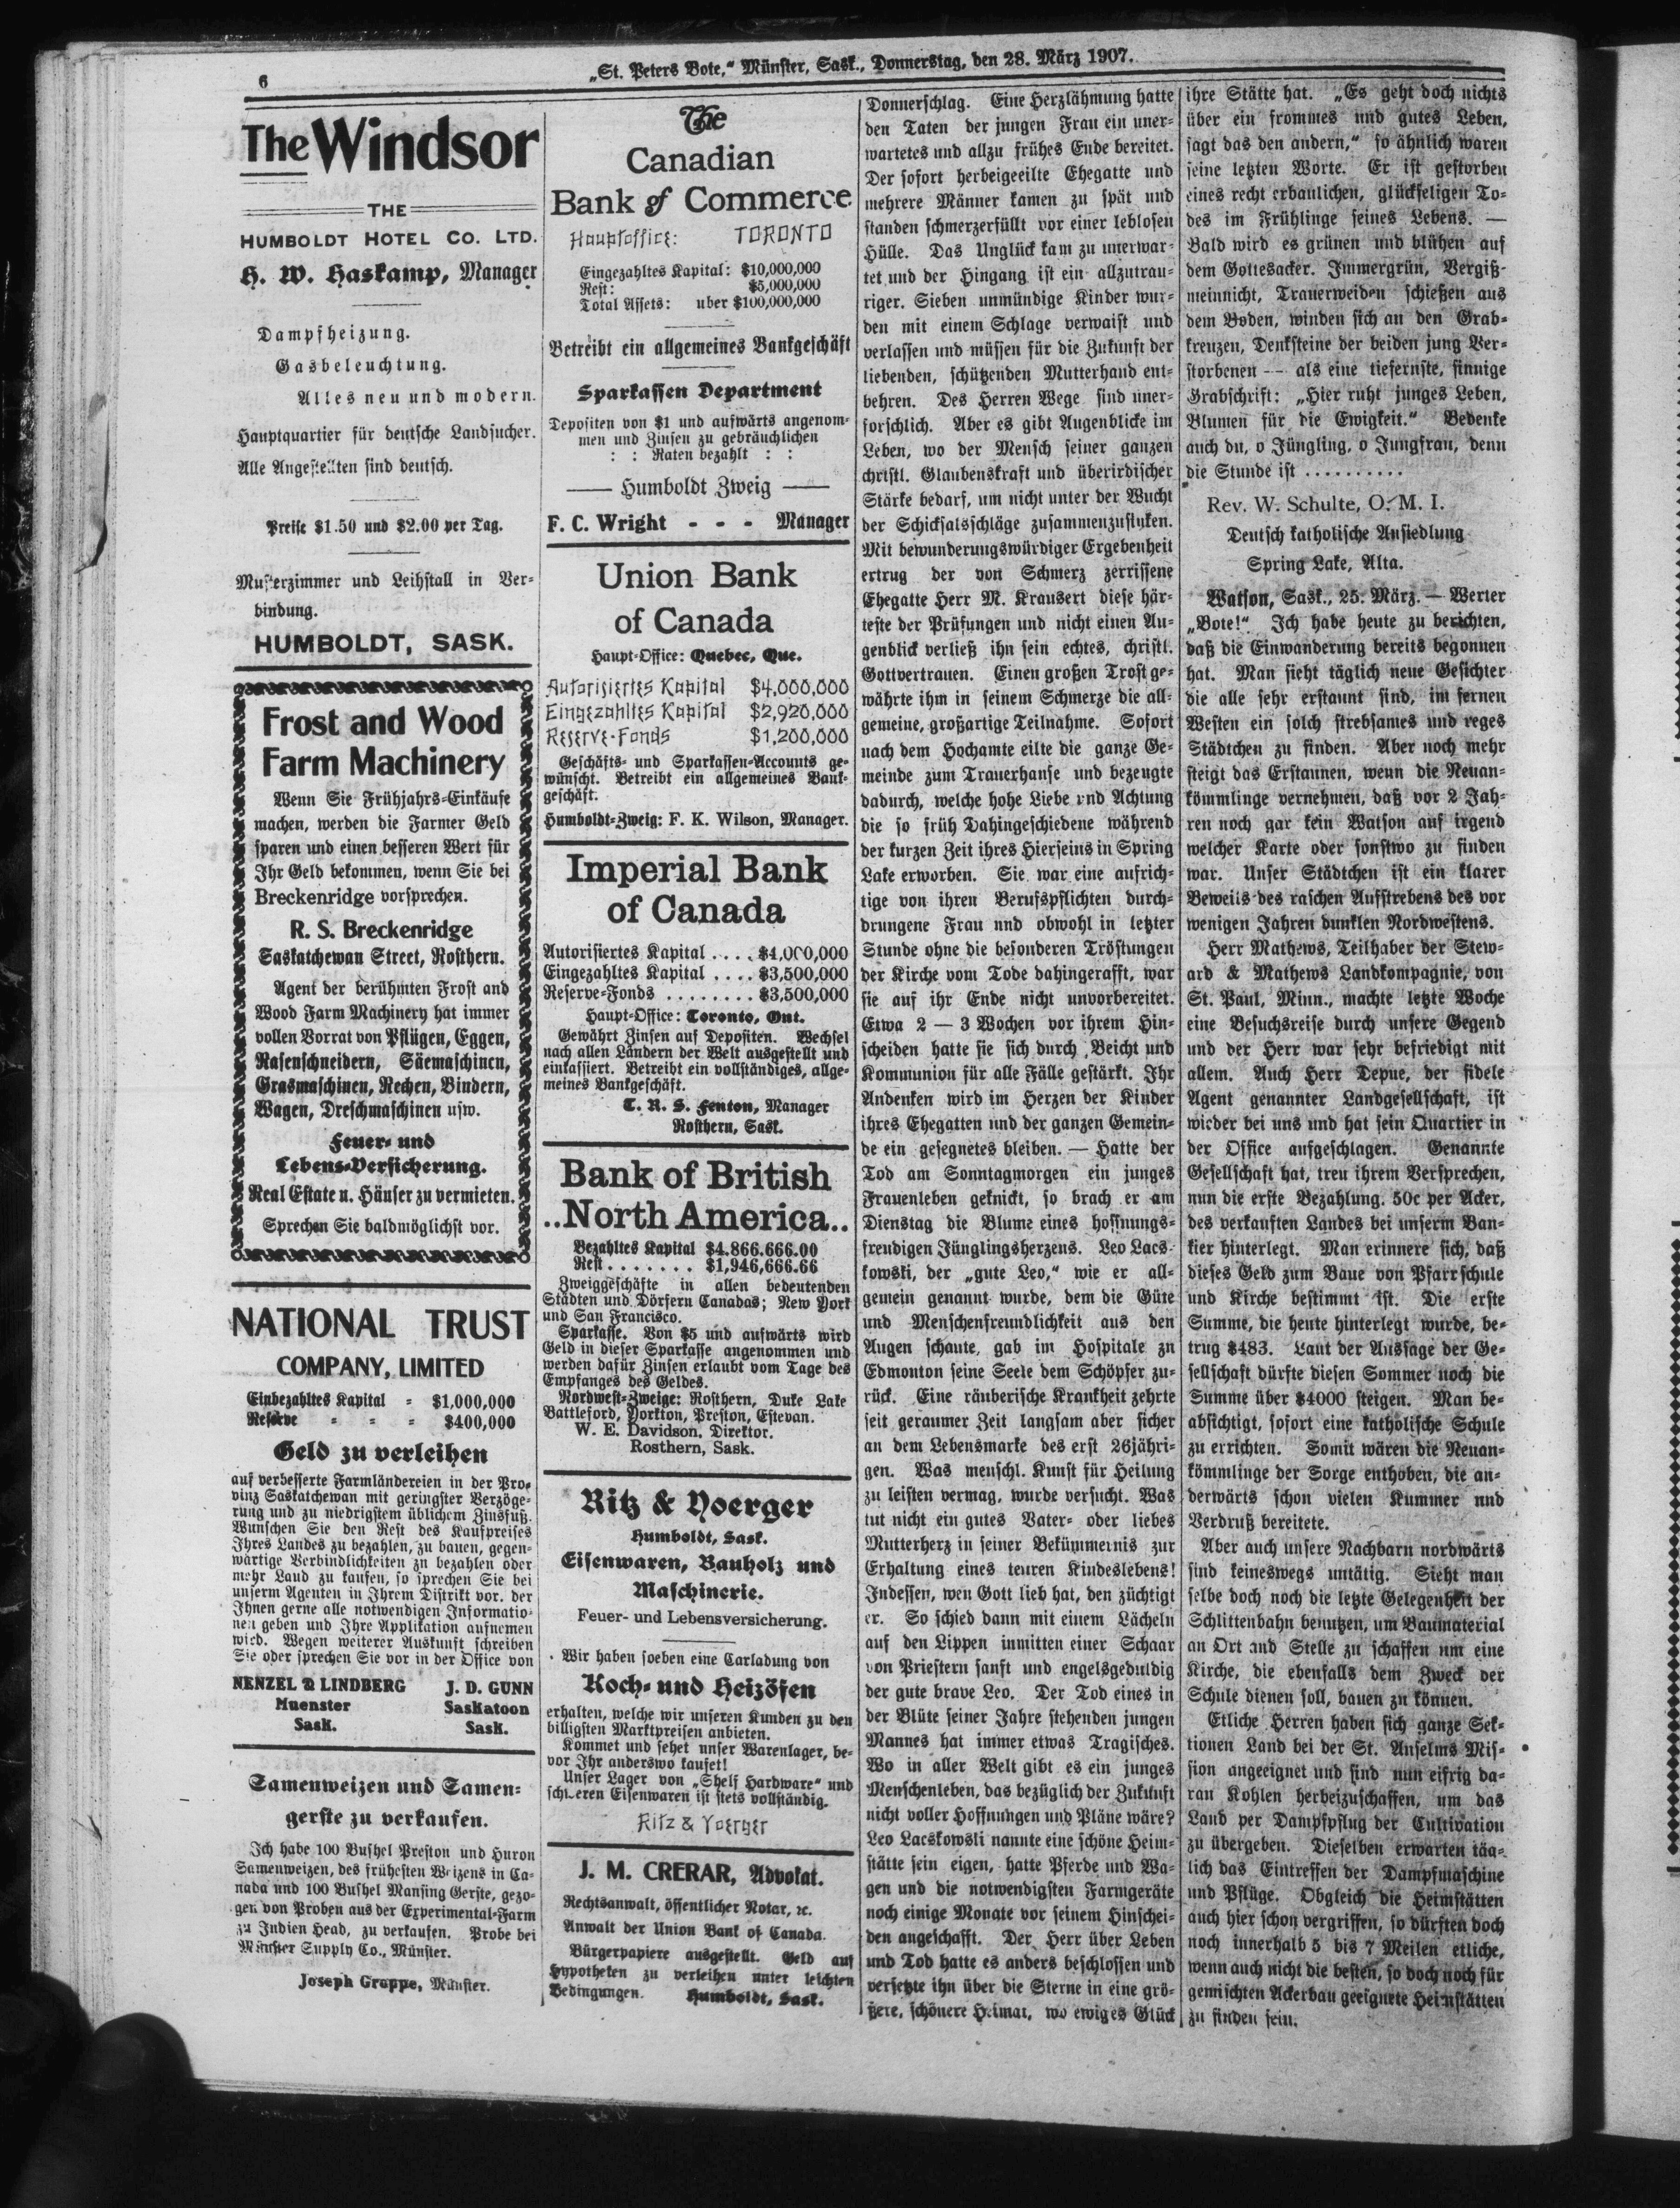 6
„St. Peters Bote,“ Münster, Sask., Donnerstag, den 28. März 1907.
The Windsor
THE
HUMBOLDT HOTEL CO. LTD.
H. W. Haskamp, Manager
Dampfheizung.
Gasbeleuchtung.
Alles neu und modern.
Hauptquartier für deutsche Landsucher.
Alle Angestellten sind deutsch.
Preise $1.50 und $2.00 per Tag.
Musterzimmer und Leihstall in Ver-
bindung.
HUMBOLDT, SASK.
Frost and Wood
Farm Machinery
Wenn Sie Frühjahrs-Einkäufe
machen, werden die Farmer Geld
sparen und einen besseren Wert für
Ihr Geld bekommen, wenn Sie bei
Breckenridge vorsprechen.
R. S. Breckenridge
Saskatchewan Street, Rosthern.
Agent der berühmten Frost and
Wood Farm Machinery hat immer
vollen Vorrat von Pflügen, Eggen,
Rasenschneidern, Säemaschinen,
Grasmaschinen, Rechen, Bindern,
Wagen, Dreschmaschinen usw.
Feuer- und
Lebens-Versicherung.
Real Estate u. Häuser zu vermieten.
Sprechen Sie baldmöglichst vor.
NATIONAL TRUST
COMPANY, LIMITED
Einbezahltes Kapital - $1,000,000
Reserve - - - $400,000
Geld zu verleihen
auf verbesserte Farmländereien in der Pro-
vinz Saskatchewan mit geringster Verzöge-
rung und zu niedrigstem üblichem Zinsfuß.
Wünschen Sie den Rest des Kaufpreises
Ihres Landes zu bezahlen, zu bauen, gegen-
wärtige Verbindlichkeiten zn bezahlen oder
mehr Land zu kaufen, so sprechen Sie bei
unserm Agenten in Ihrem Distrikt vor. der
Ihnen gerne alle notwendigen Informatio-
nen geben und Ihre Applikation aufnemen
wird. Wegen weiterer Auskunft schreiben
Sie oder sprechen Sie vor in der Office von
NENZEL & LINDBERG J. D. GUNN
Muenster Saskatoon
Sask. Sask.
Samenweizen und Samen-
gerste zu verkaufen.
Ich habe 100 Bushel Preston und Huron
Samenweizen, des frühesten Weizens in Ca-
nada und 100 Bushel Mansing Gerste, gezo-
gen von Proben aus der Experimental-Farm
zu Indien Head, zu verkaufen. Probe bei
Münster Supply Co., Münster.
Joseph Groppe, Münster.
The
Canadian
Bank of Commerce
Hauptoffice: TORONTO
Eingezahltes Kapital: $10,000,000
Rest: $5,000,000
Total Assets: uber $100,000,000
Betreibt ein allgemeines Bankgeschäft
Sparkassen Department
Depositen von $1 und aufwärts angenom-
men und Zinsen zu gebräuchlichen
: : Raten bezahlt : :
Humboldt Zweig
F. C. Wright - - - Manager
Union Bank
of Canada
Haupt-Office: Quebec, Que.
Autorisiertes Kapital $4,000,000
Eingezahltes Kapital $2,920,000
Reserve-Fonds $1,200,000
Geschäfts- und Sparkassen-Accounts ge-
wünscht. Betreibt ein allgemeines Bank-
geschäft.
Humboldt-Zweig: F. K. Wilson, Manager.
Imperial Bank
of Canada
Autorisiertes Kapital .... $4,000,000
Eingezahltes Kapital .... $3,500,000
Reserve-Fonds ........ $3,500,000
Haupt-Office: Toronto, Ont.
Gewährt Zinsen auf Depositen. Wechsel
nach allen Ländern der Welt ausgestellt und
einkassiert. Betreibt ein vollständiges, allge-
meines Bankgeschäft.
T. R. S. Fenton, Manager
Rosthern, Sask.
Bank of British
..North America..
Bezahltes Kapital $4.866.666.00
Rest....... $1,946,666.66
Zweiggeschäfte in allen bedeutenden
Städten und Dörfern Canadas; New York
und San Francisco.
Sparkasse. Von $5 und aufwärts wird
Geld in dieser Sparkasse angenommen und
werden dafür Zinsen erlaubt vom Tage des
Empfanges des Geldes.
Nordwest-Zweige: Rosthern, Duke Lake
Battleford, Yorkton, Preston, Estevan.
W. E. Davidson, Direktor.
Rosthern, Sask.
Ritz & Yoerger
Humboldt, Sask.
Eisenwaren, Bauholz und
Maschinerie.
Feuer- und Lebensversicherung.
Wir haben soeben eine Carladung von
Koch- und Heizöfen
erhalten, welche wir unseren Kunden zu den
billigsten Marktpreisen anbieten.
Kommet und sehet unser Warenlager, be-
vor Ihr anderswo kaufet!
Unser Lager von „Shelf Hardware“ und
schweren Eisenwaren ist stets vollständig.
Ritz & Yoerger
J. M. CRERAR, Advokat.
Rechtsanwalt, öffentlicher Notar, ꝛc.
Anwalt der Union Bank of Canada.
Bürgerpapiere ausgestellt. Geld auf
Hypotheken zu verleihen unter leichten
Bedingungen. Humboldt, Sask.
Donnerschlag. Eine Herzlähmung hatte
den Taten der jungen Frau ein uner-
wartetes und allzu frühes Ende bereitet.
Der sofort herbeigeeilte Ehegatte und
mehrere Männer kamen zu spät und
standen schmerzerfüllt vor einer leblosen
Hülle. Das Unglück kam zu unerwar-
tet und der Hingang ist ein allzutrau-
riger. Sieben unmündige Kinder wur-
den mit einem Schlage verwaist und
verlassen und müssen für die Zukunft der
liebenden, schützenden Mutterhand ent-
behren. Des Herren Wege sind uner-
forschlich. Aber es gibt Augenblicke im
Leben, wo der Mensch seiner ganzen
christl. Glaubenskraft und überirdischer
Stärke bedarf, um nicht unter der Wucht
der Schicksalsschläge zusammenzusinken.
Mit bewunderungswürdiger Ergebenheit
ertrug der von Schmerz zerrissene
Ehegatte Herr M. Krausert diese här-
teste der Prüfungen und nicht einen Au-
genblick verließ ihn sein echtes, christl.
Gottvertrauen. Einen großen Trost ge-
währte ihm in seinem Schmerze die all-
gemeine, großartige Teilnahme. Sofort
nach dem Hochamte eilte die ganze Ge-
meinde zum Trauerhause und bezeugte
dadurch, welche hohe Liebe und Achtung
die so früh Dahingeschiedene während
der kurzen Zeit ihres Hierseins in Spring
Lake erworben. Sie war eine aufrich-
tige von ihren Berufspflichten durch-
drungene Frau und obwohl in letzter
Stunde ohne die besonderen Tröstungen
der Kirche vom Tode dahingerafft, war
sie auf ihr Ende nicht unvorbereitet.
Etwa 2 — 3 Wochen vor ihrem Hin-
scheiden hatte sie sich durch Beicht und
Kommunion für alle Fälle gestärkt. Ihr
Andenken wird im Herzen der Kinder
ihres Ehegatten und der ganzen Gemein-
de ein gesegnetes bleiben. — Hatte der
Tod am Sonntagmorgen ein junges
Frauenleben geknickt, so brach er am
Dienstag die Blume eines hoffnungs-
freudigen Jünglingsherzens. Leo Lacs-
kowski, der „gute Leo,“ wie er all-
gemein genannt wurde, dem die Güte
und Menschenfreundlichkeit aus den
Augen schaute, gab im Hospitale zu
Edmonton seine Seele dem Schöpfer zu-
rück. Eine räuberische Krankheit zehrte
seit geraumer Zeit langsam aber sicher
an dem Lebensmarke des erst 26jähri-
gen. Was menschl. Kunst für Heilung
zu leisten vermag, wurde versucht. Was
tut nicht ein gutes Vater- oder liebes
Mutterherz in seiner Bekümmernis zur
Erhaltung eines teuren Kindeslebens!
Indessen, wen Gott lieb hat, den züchtigt
er. So schied dann mit einem Lächeln
auf den Lippen inmitten einer Schaar
von Priestern sanft und engelsgeduldig
der gute brave Leo. Der Tod eines in
der Blüte seiner Jahre stehenden jungen
Mannes hat immer etwas Tragisches.
Wo in aller Welt gibt es ein junges
Menschenleben, das bezüglich der Zukunft
nicht voller Hoffnungen und Pläne wäre?
Leo Lacskowsli nannte eine schöne Heim-
stätte sein eigen, hatte Pferde und Wa-
gen und die notwendigsten Farmgeräte
noch einige Monate vor seinem Hinschei-
den angeschafft. Der Herr über Leben
und Tod hatte es anders beschlossen und
versetzte ihn über die Sterne in eine grö-
ßere, schönere Heimat, wo ewiges Glück
ihre Stätte hat. „Es geht doch nichts
über ein frommes und gutes Leben,
sagt das den andern,“ so ähnlich waren
seine letzten Worte. Er ist gestorben
eines recht erbaulichen, glückseligen To-
des im Frühlinge seines Lebens. —
Bald wird es grünen und blühen auf
dem Gottesacker. Immergrün, Vergiß-
meinnicht, Trauerweiden schießen aus
dem Boden, winden sich an den Grab-
kreuzen, Denksteine der beiden jung Ver-
storbenen — als eine tiefernste, sinnige
Grabschrift: „Hier ruht junges Leben,
Blumen für die Ewigkeit.“ Bedenke
auch du, o Jüngling, o Jungfrau, denn
die Stunde ist ..........
Rev. W. Schulte, O. M. I.
Deutsch katholische Ansiedlung
Spring Lake, Alta.
Watson, Sask., 25. März. — Werter
„Bote!“ Ich habe heute zu berichten,
daß die Einwanderung bereits begonnen
hat. Man sieht täglich neue Gesichter
die alle sehr erstaunt sind, im fernen
Westen ein solch strebsames und reges
Städtchen zu finden. Aber noch mehr
steigt das Erstaunen, wenn die Neuan-
kömmlinge vernehmen, daß vor 2 Jah-
ren noch gar kein Watson auf irgend
welcher Karte oder sonstwo zu finden
war. Unser Städtchen ist ein klarer
Beweiis des raschen Aufstrebens des vor
wenigen Jahren dunklen Nordwestens.
Herr Mathews, Teilhaber der Stew-
ard & Mathews Landkompagnie, von
St. Paul, Minn., machte letzte Woche
eine Besuchsreise durch unsere Gegend
und der Herr war sehr befriedigt mit
allem. Auch Herr Depue, der fidele
Agent genannter Landgesellschaft, ist
wieder bei uns und hat sein Quartier in
der Office aufgeschlagen. Genannte
Gesellschaft hat, treu ihrem Versprechen,
nun die erste Bezahlung. 50c per Acker,
des verkauften Landes bei unserm Ban-
kier hinterlegt. Man erinnere sich, daß
dieses Geld zum Baue von Pfarrschule
und Kirche bestimmt ist. Die erste
Summe, die heute hinterlegt wurde, be-
trug $483. Laut der Aussage der Ge-
sellschaft dürfte diesen Sommer noch die
Summe über $4000 steigen. Man be-
absichtigt, sofort eine katholische Schule
zu errichten. Somit wären die Neuan-
kömmlinge der Sorge enthoben, die an-
derwärts schon vielen Kummer und
Verdruß bereitete.
Aber auch unsere Nachbarn nordwärts
sind keineswegs untätig. Sieht man
selbe doch noch die letzte Gelegenheit der
Schlittenbahn benutzen, um Baumaterial
an Ort und Stelle zu schaffen um eine
Kirche, die ebenfalls dem Zweck der
Schule dienen soll, bauen zu können.
Etliche Herren haben sich ganze Sek-
tionen Land bei der St. Anselms Mis-
sion angeeignet und sind nun eifrig da-
ran Kohlen herbeizuschaffen, um das
Land per Dampfpflug der Cultivation
zu übergeben. Dieselben erwarten täg-
lich das Eintreffen der Dampfmaschine
und Pflüge. Obgleich die Heimstätten
auch hier schon vergriffen, so dürften doch
noch innerhalb 5 bis 7 Meilen etliche,
wenn auch nicht die besten, so doch noch für
gemischten Ackerbau geeignete Heimstätten
zu finden sein.